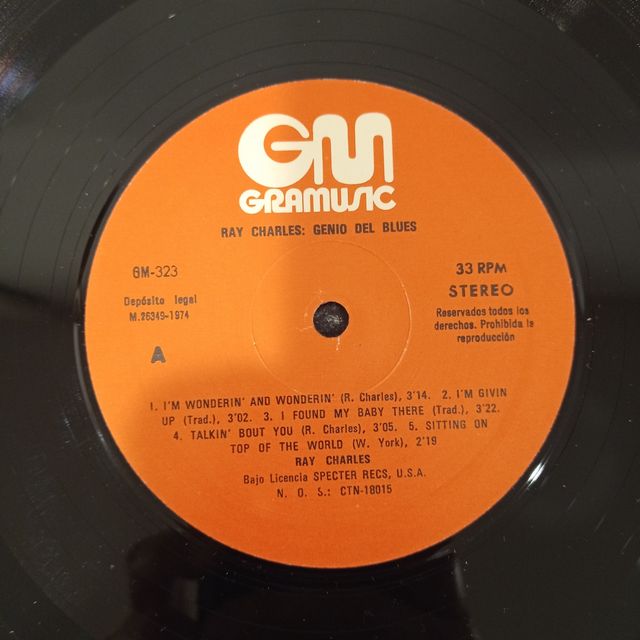 GM
GRAMUSIC
RAY CHARLES: GENIO DEL BLUES
GM-323
33 RPM
STEREO
Depósito legal
M.26349-1974
Reservados todos los
derechos. Prohibida la
reproducción
A
1. I'M WONDERIN' AND WONDERIN' (R. Charles), 3'14. 2. I'M GIVIN
UP (Trad.), 3'02. 3. I FOUND MY BABY THERE (Trad.), 3'22.
4. TALKIN' BOUT YOU (R. Charles), 3'05. 5. SITTING ON
TOP OF THE WORLD (W. York), 2'19
RAY CHARLES
Bajo Licencia SPECTER RECS, U.S.A.
N. O. S.: CTN-18015